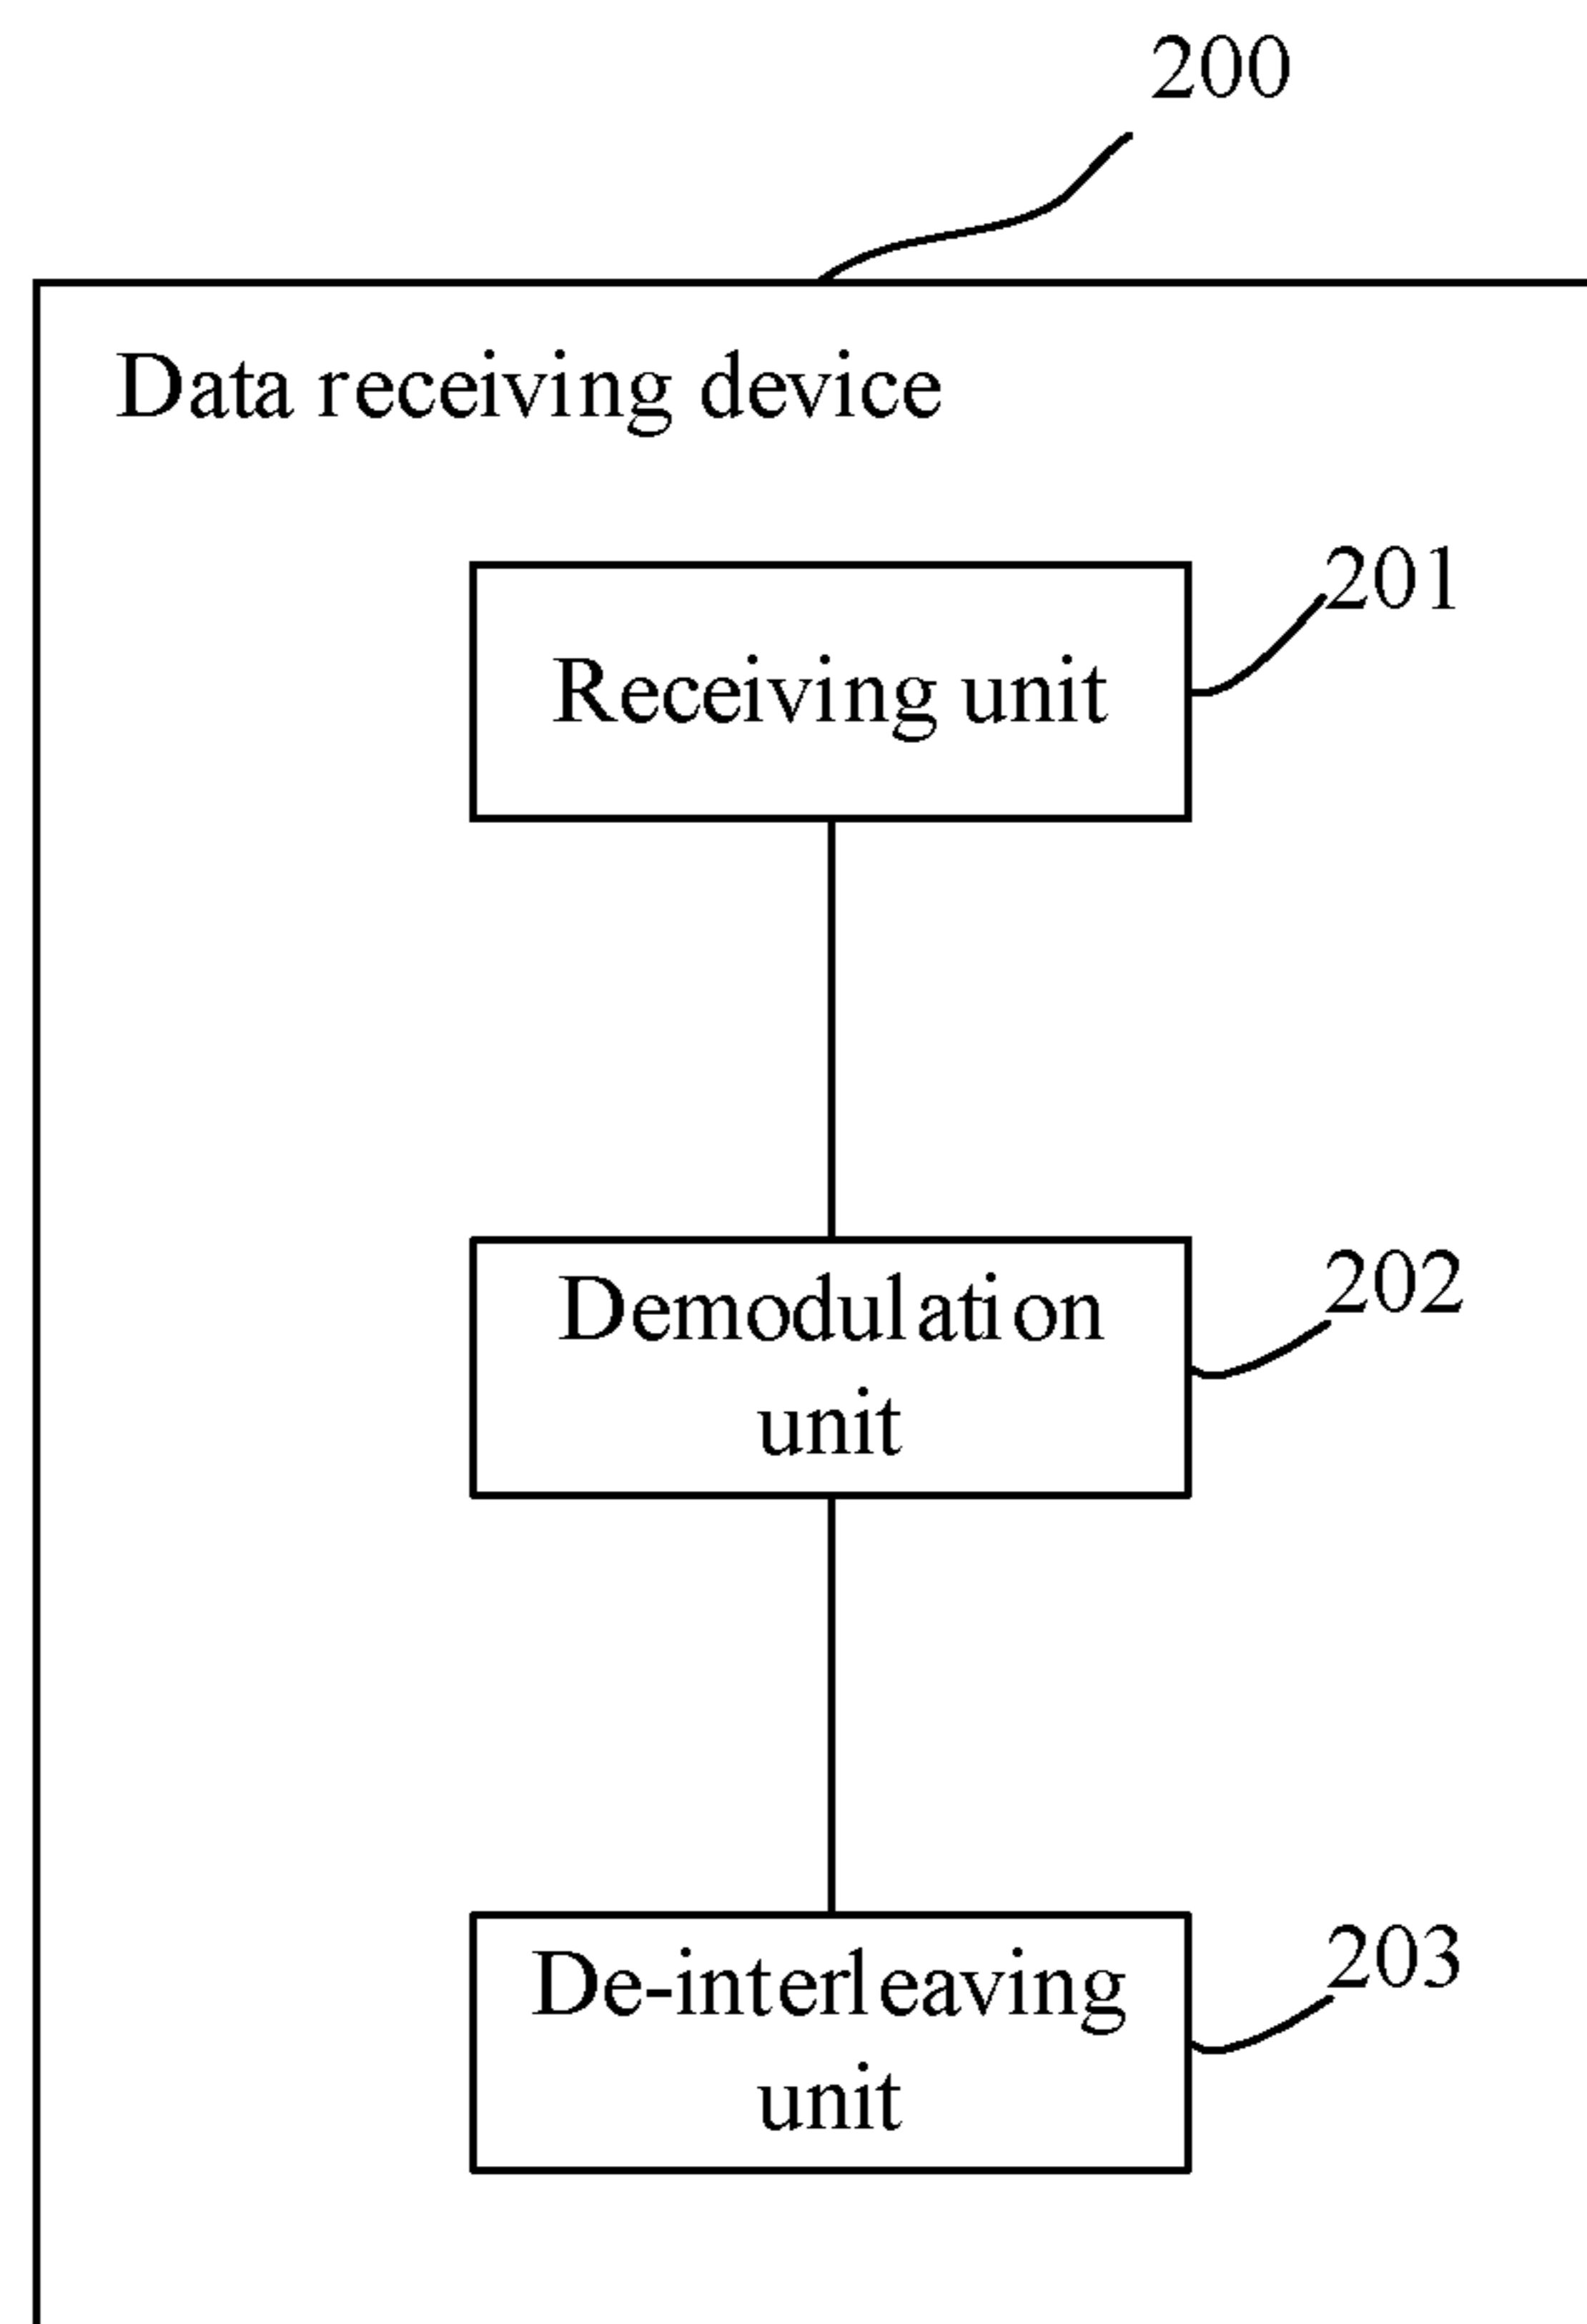 200
Data receiving device
201
Receiving unit
202
Demodulation
unit
203
De-interleaving
unit